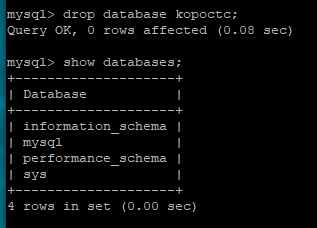 mysql> drop database kopoctc;
Query OK, 0 rows affected (0.08 sec)

mysql> show databases;
+--------------------+
| Database           |
+--------------------+
| information_schema |
| mysql              |
| performance_schema |
| sys                |
+--------------------+
4 rows in set (0.00 sec)